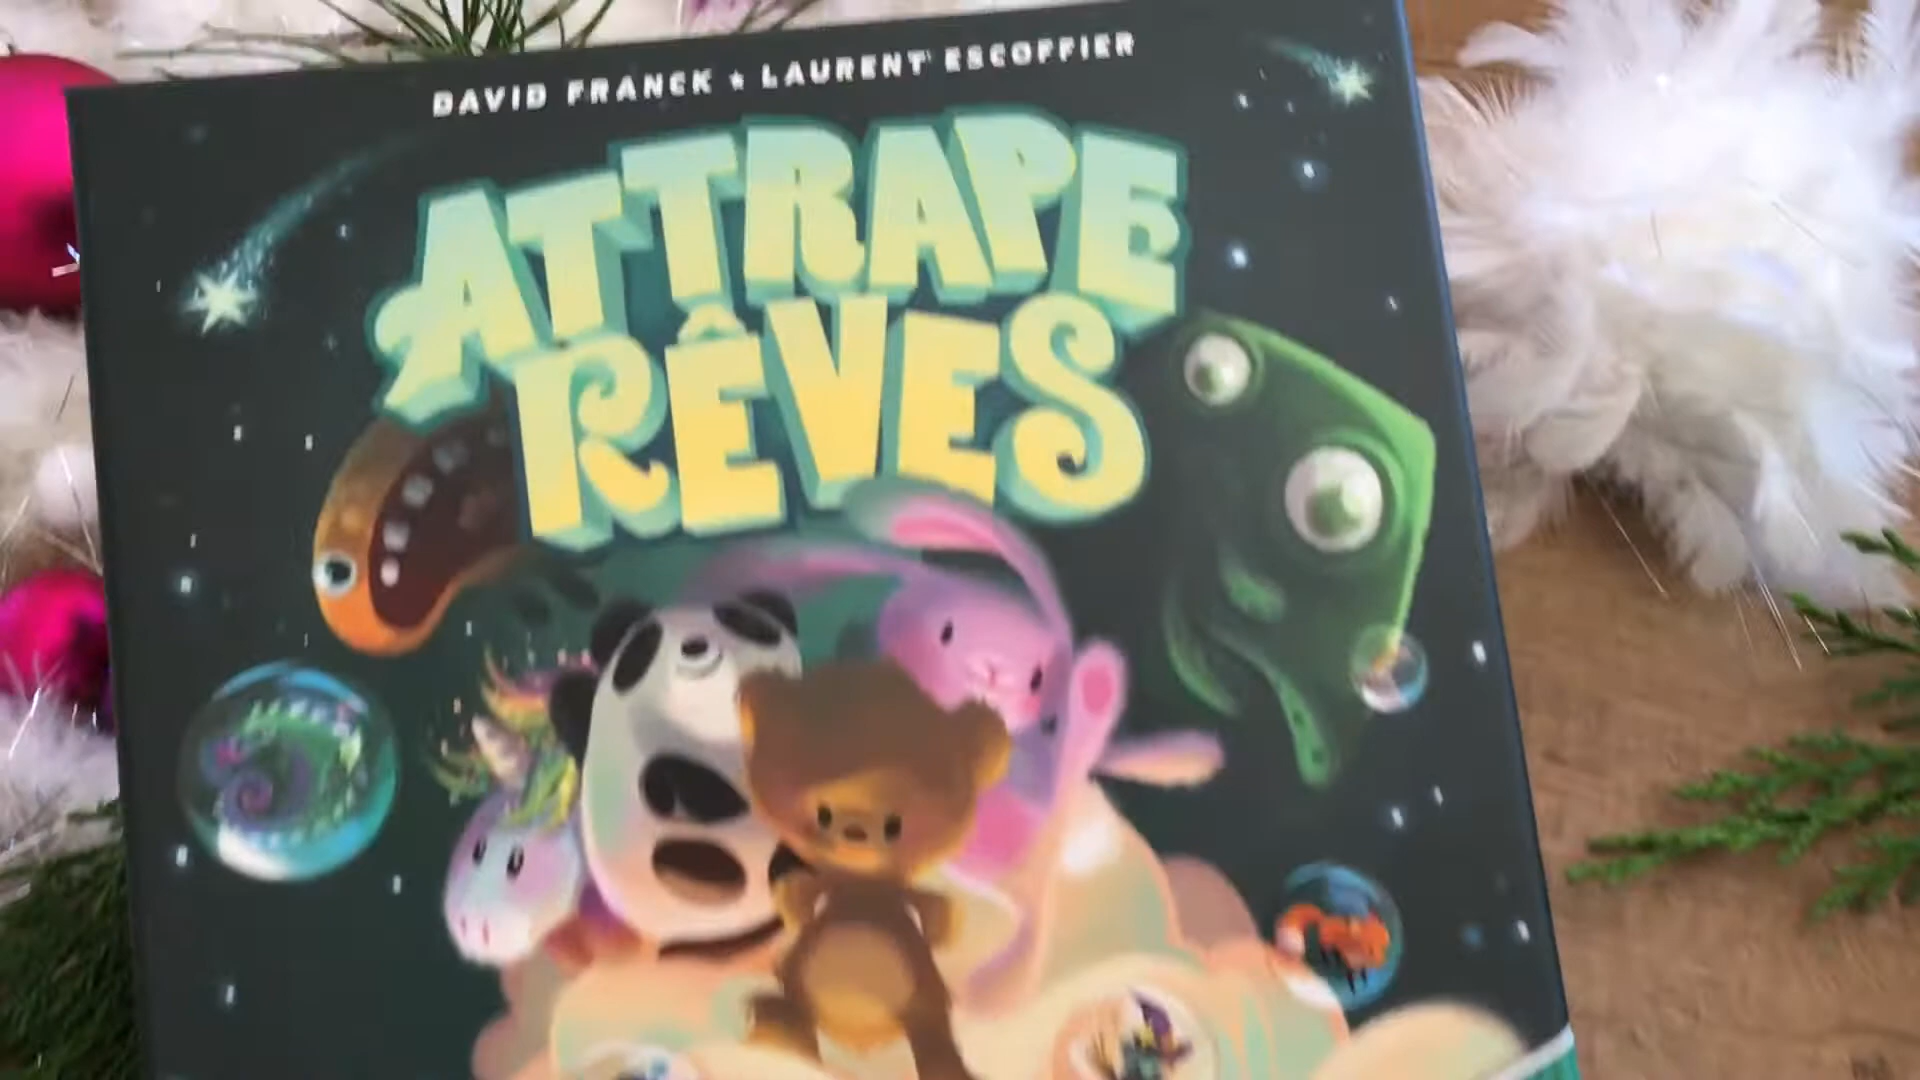 DAVID FRANCK ★ LAURENT ESCOFFIER
ATTRAPE
RÊVES